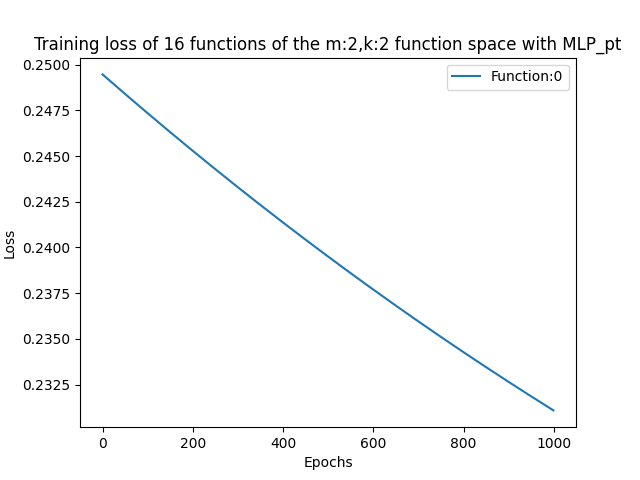 Training loss of 16 functions of the m:2,k:2 function space with MLP_pt
Function:0
0.2500
0.2475
0.2450
0.2425
0.2400
0.2375
0.2350
0.2325
Loss
0 200 400 600 800 1000
Epochs